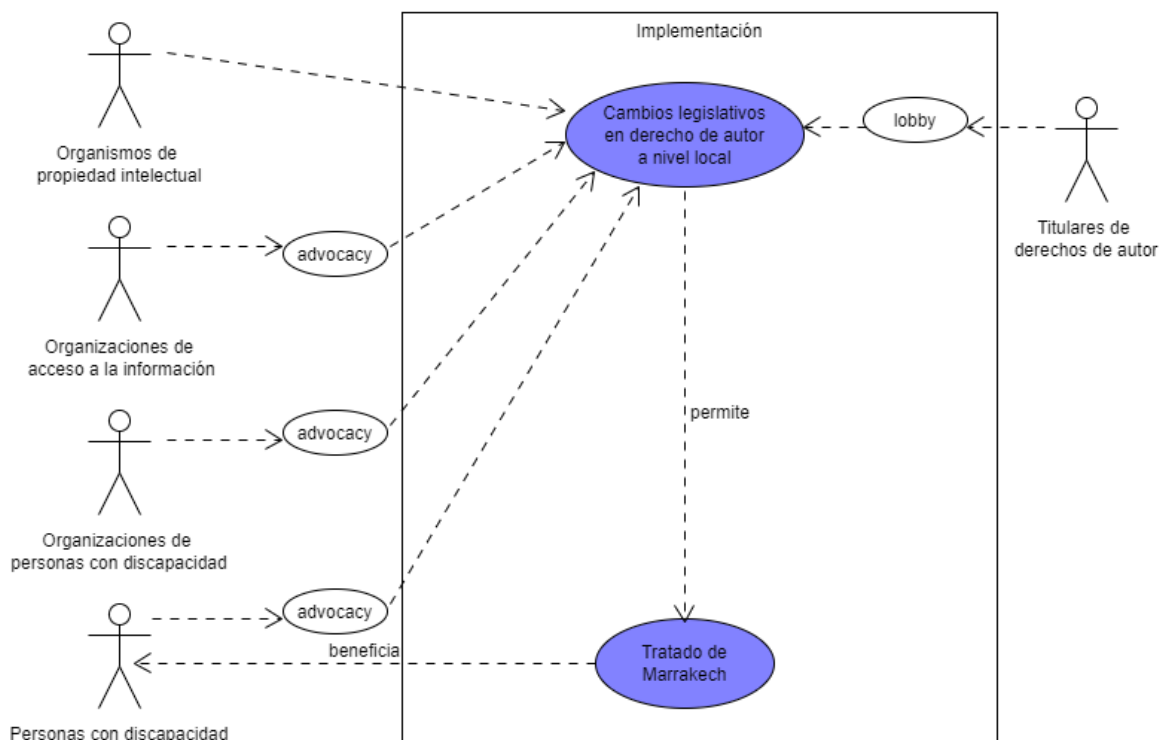 Implementación
Cambios legislativos
en derecho de autor
a nivel local
lobby
Organismos de
propiedad intelectual
Titulares de
derechos de autor
advocacy
Organizaciones de
acceso a la información
permite
advocacy
Organizaciones de
personas con discapacidad
advocacy
beneficia
Tratado de
Marrakech
Personas con discapacidad